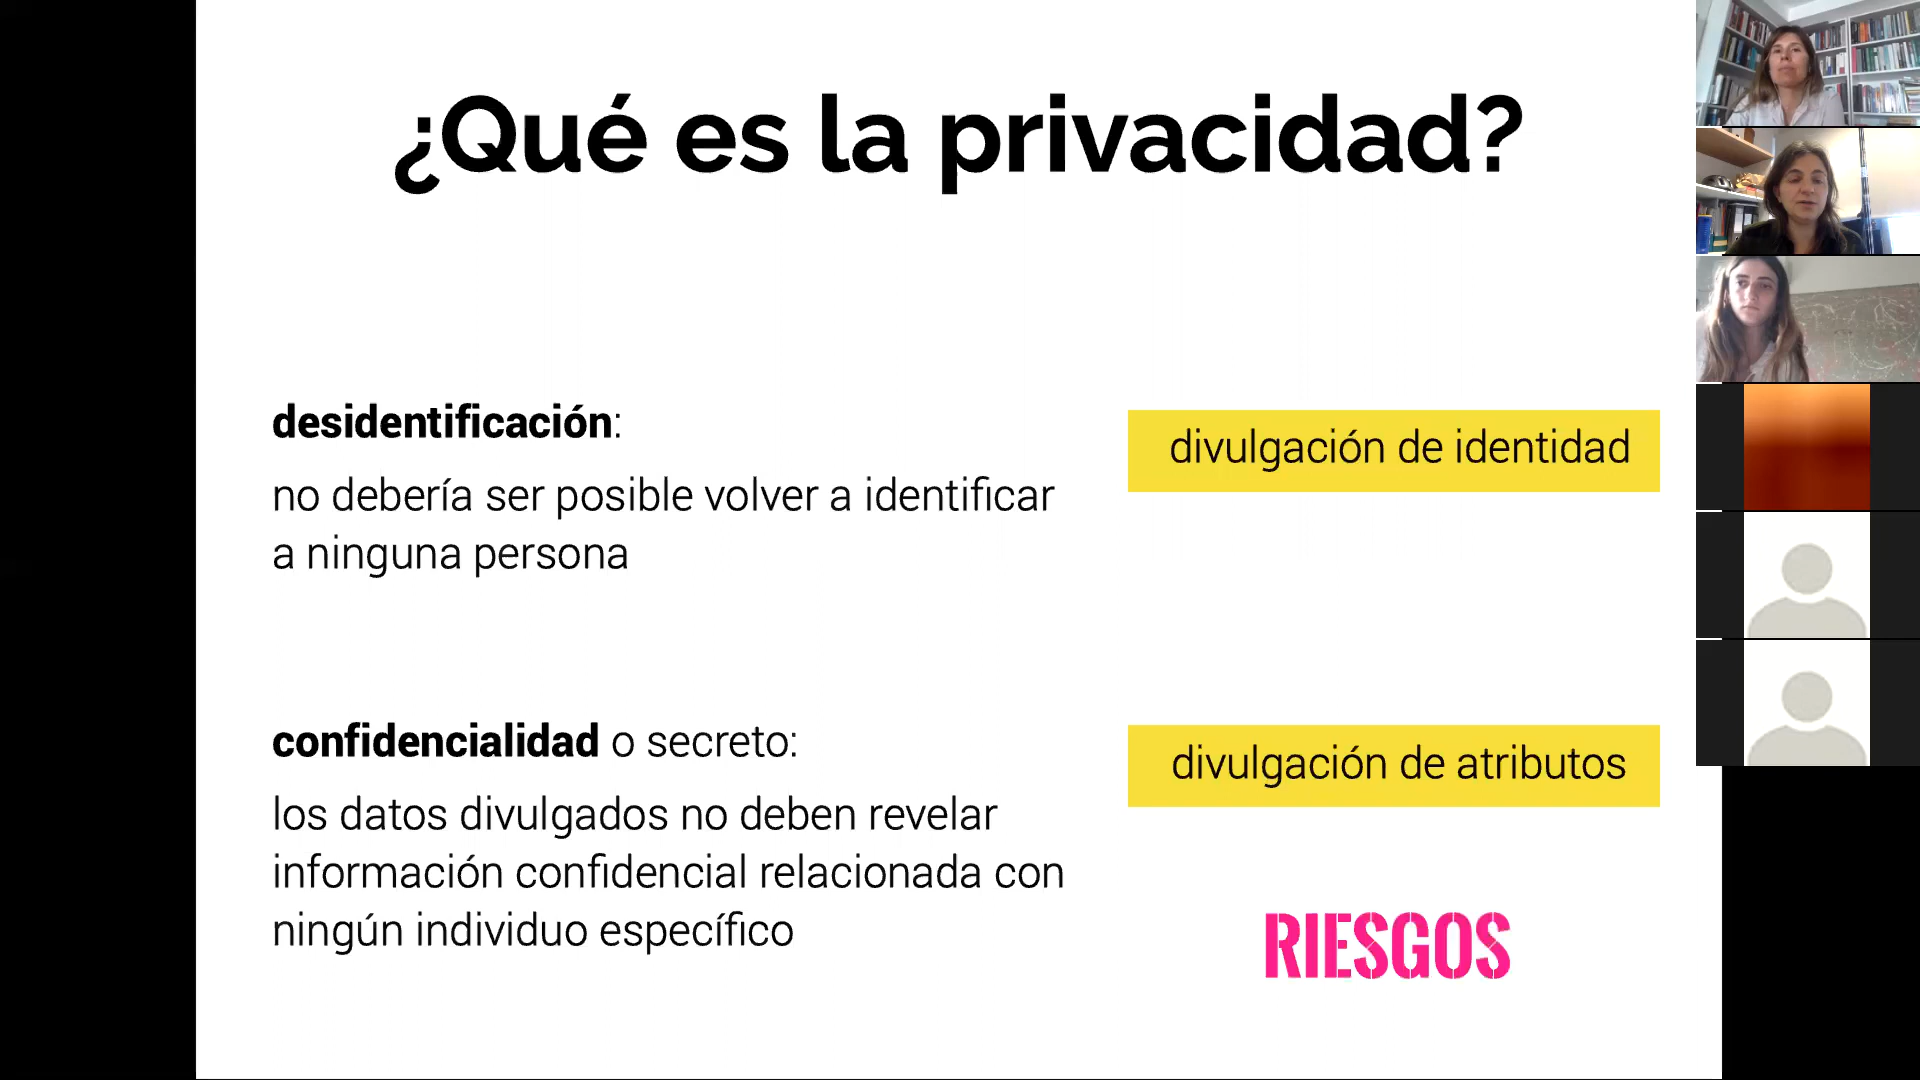 ¿Qué es la privacidad?
desidentificación:
no debería ser posible volver a identificar
a ninguna persona
divulgación de identidad
confidencialidad o secreto:
los datos divulgados no deben revelar
información confidencial relacionada con
ningún individuo específico
divulgación de atributos
RIESGOS